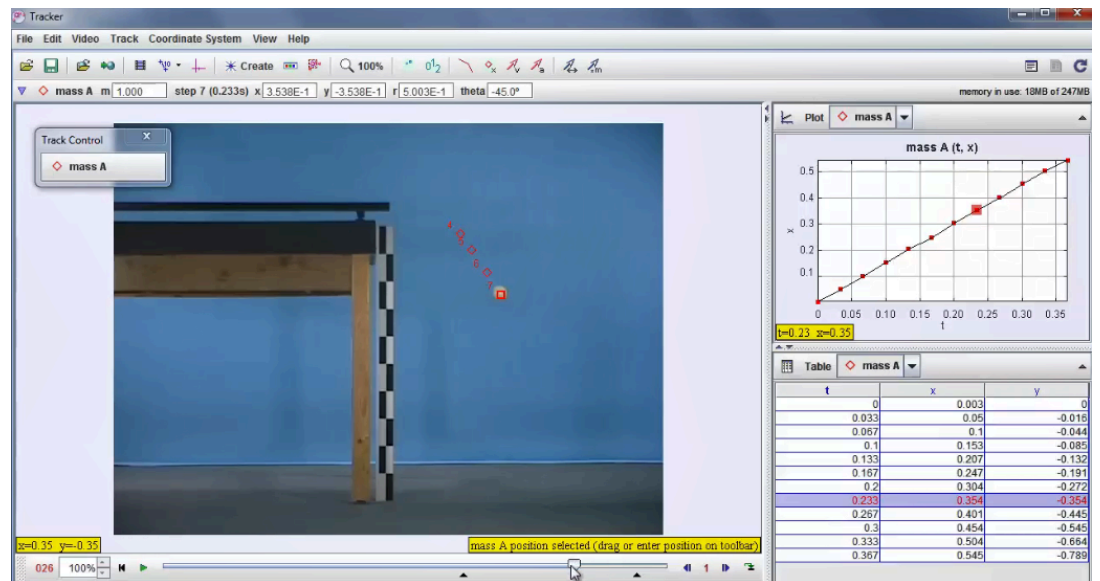 Tracker
File Edit Video Track Coordinate System View Help
Create 100%
mass A m 1.000 step 7 (0.233s) x 3.538E-1 y -3.538E-1 r 5.003E-1 theta -45.0° memory in use: 18MB of 247MB
Track Control x
mass A
Plot mass A
mass A (t, x)
0.5
0.4
0.3
x
0.2
0.1
0 0.05 0.10 0.15 0.20 0.25 0.30 0.35
t
t=0.23 x=0.35
Table mass A
t x y
0 0.003 0
0.033 0.05 -0.016
0.067 0.1 -0.044
0.1 0.153 -0.085
0.133 0.207 -0.132
0.167 0.247 -0.191
0.2 0.304 -0.272
0.233 0.354 -0.354
0.267 0.401 -0.445
0.3 0.454 -0.545
0.333 0.504 -0.664
0.367 0.545 -0.789
x=0.35 y=-0.35 mass A position selected (drag or enter position on toolbar)
026 100% 1